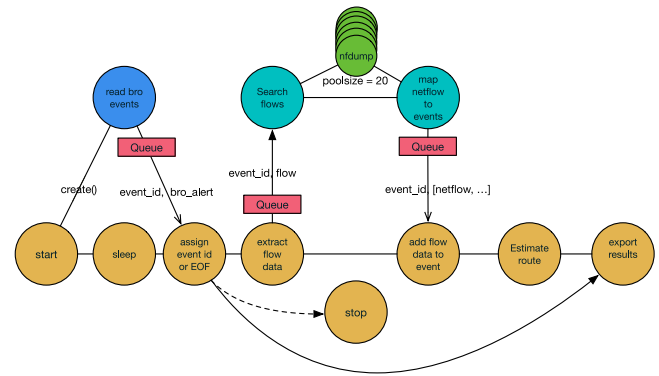 nfdump
poolsize = 20
read bro
events
Search
flows
map
netflow
to
events
Queue
Queue
create()
event_id, bro_alert
event_id, flow
Queue
event_id, [netflow, …]
start
sleep
assign
event id
or EOF
extract
flow
data
add flow
data to
event
Estimate
route
export
results
stop